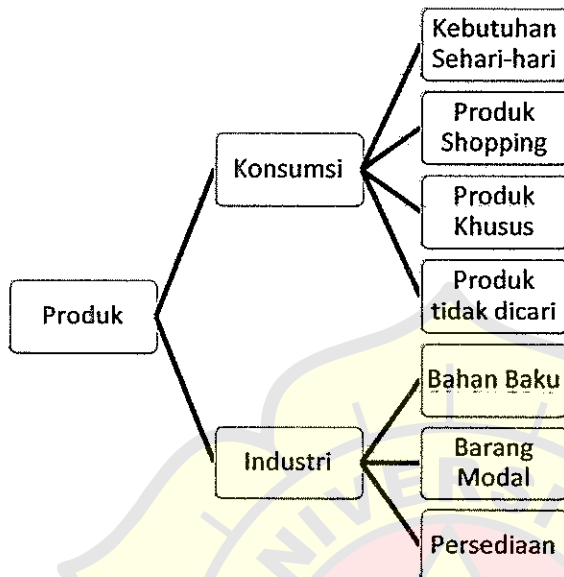 Kebutuhan
Sehari-hari
Produk
Shopping
Konsumsi
Produk
Khusus
Produk
tidak dicari
Produk
Bahan Baku
Industri
Barang
Modal
Persediaan